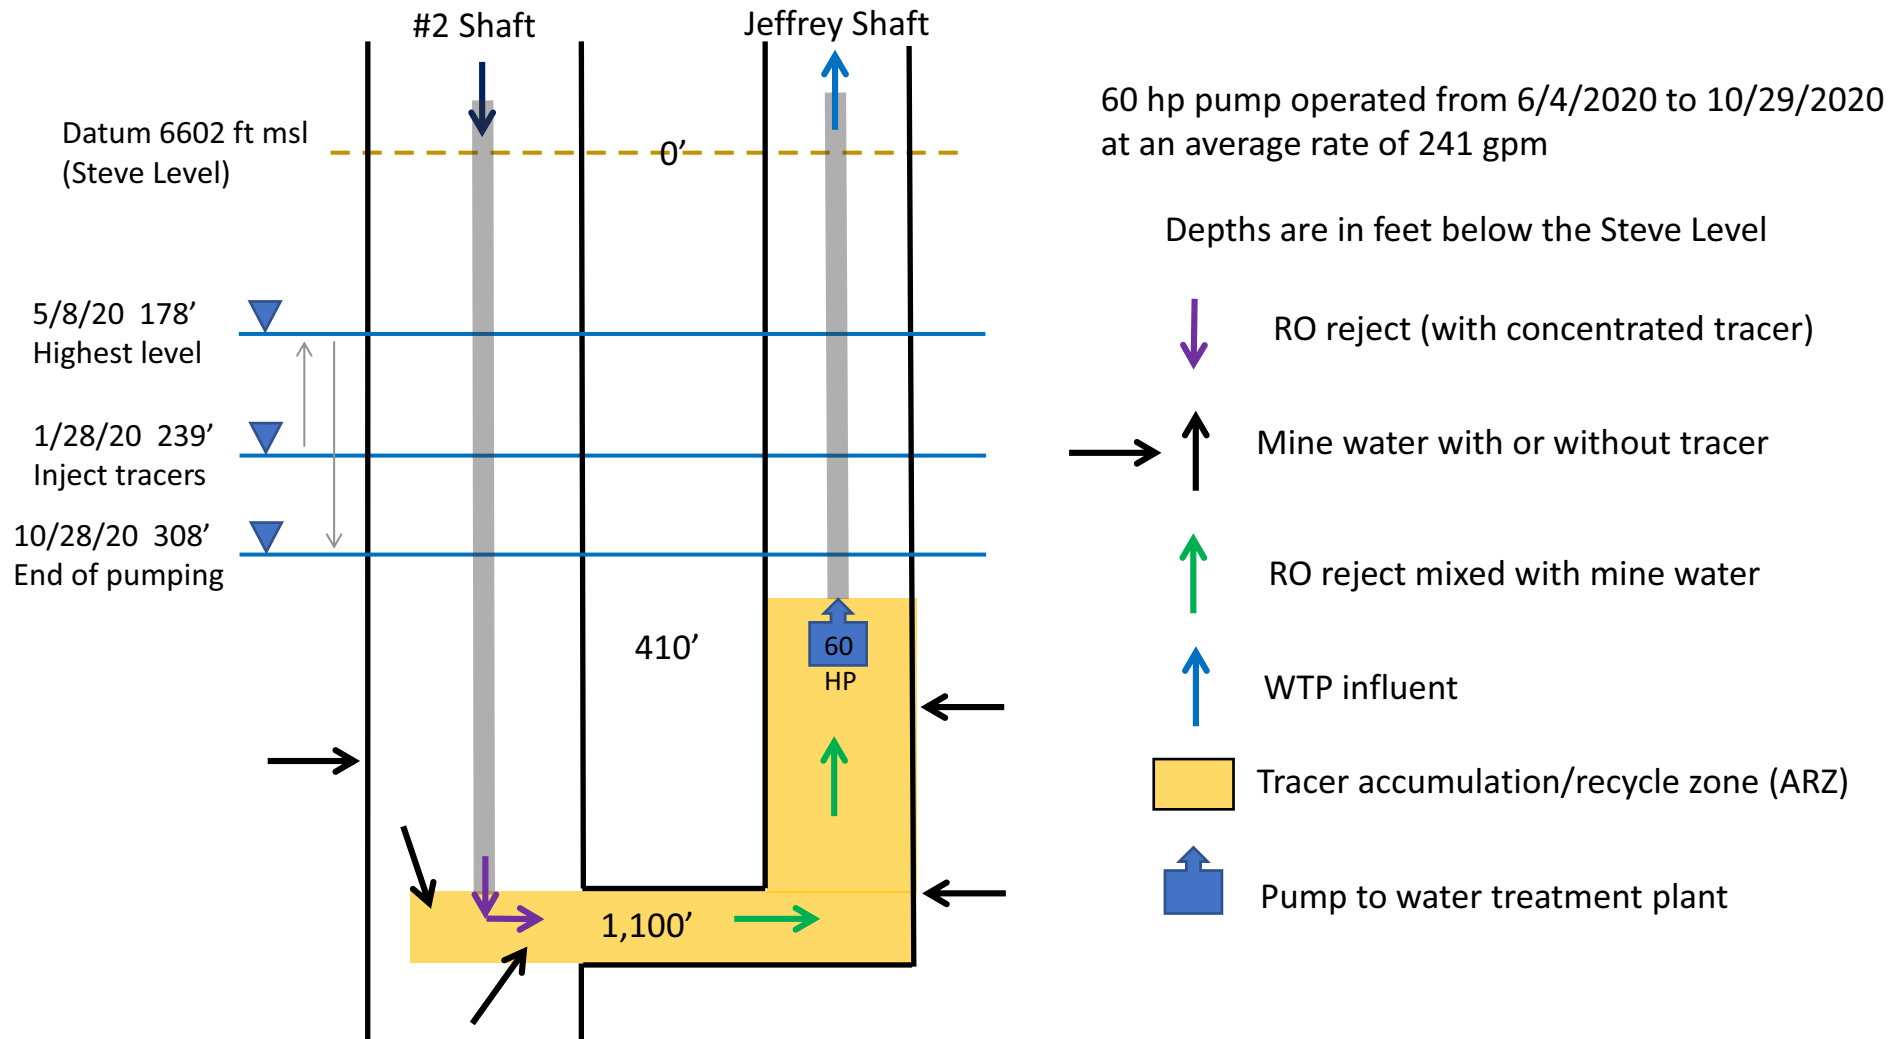 #2 Shaft
Jeffrey Shaft
Datum 6602 ft msl
(Steve Level)
0’
5/8/20 178’
Highest level
1/28/20 239’
Inject tracers
10/28/20 308’
End of pumping
410’
60
HP
1,100’
60 hp pump operated from 6/4/2020 to 10/29/2020
at an average rate of 241 gpm
Depths are in feet below the Steve Level
RO reject (with concentrated tracer)
Mine water with or without tracer
RO reject mixed with mine water
WTP influent
Tracer accumulation/recycle zone (ARZ)
Pump to water treatment plant